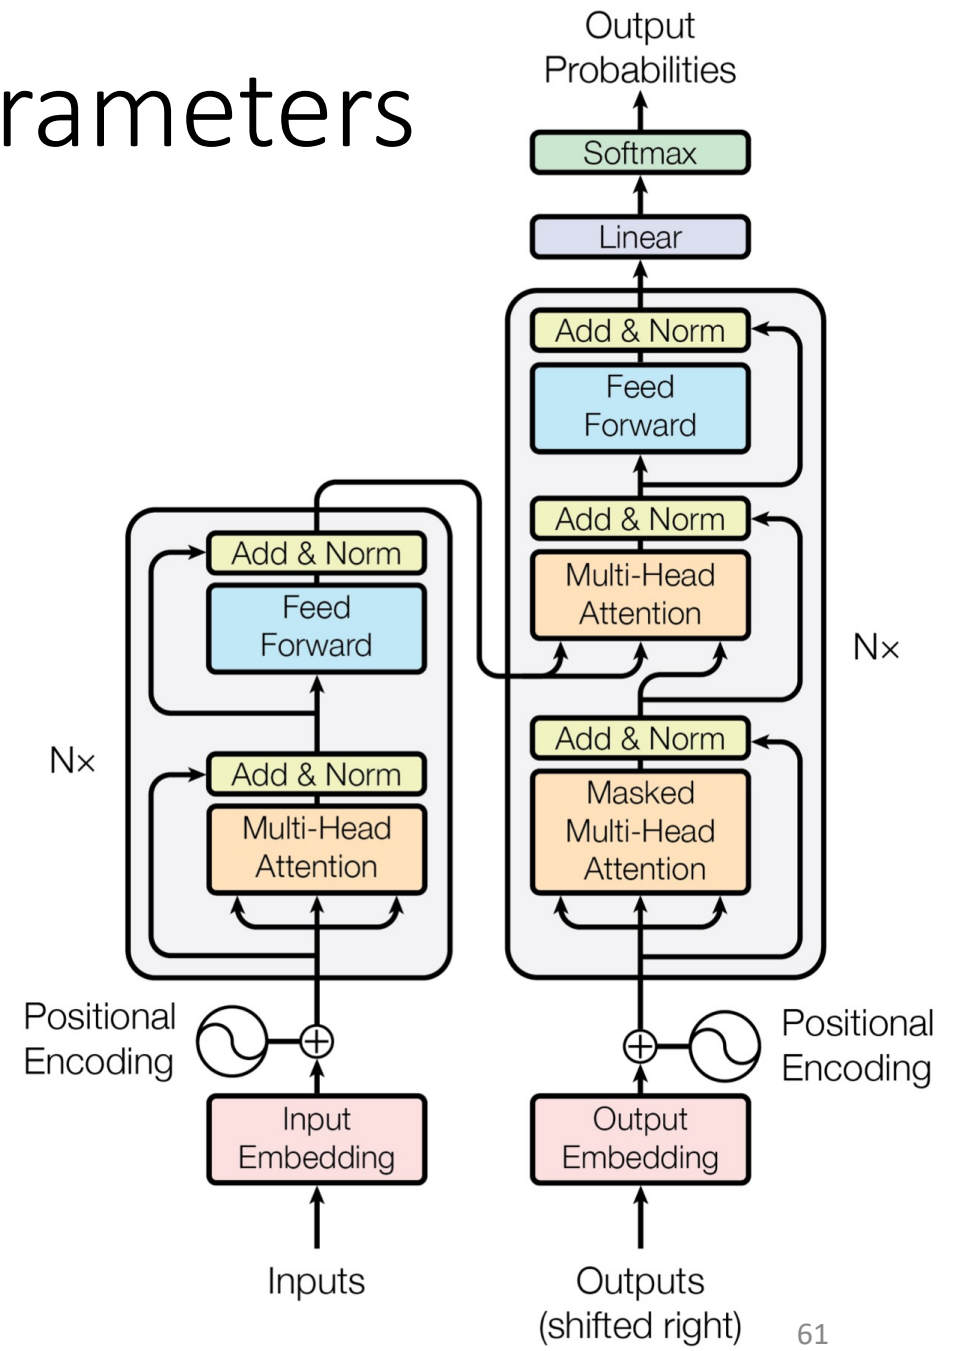 rameters
Output
Probabilities
Softmax
Linear
Add & Norm
Feed
Forward
Add & Norm
Multi-Head
Attention
Add & Norm
Masked
Multi-Head
Attention
Nx
Add & Norm
Feed
Forward
Add & Norm
Multi-Head
Attention
Nx
Positional
Encoding
Positional
Encoding
Input
Embedding
Output
Embedding
Inputs
Outputs
(shifted right)
61